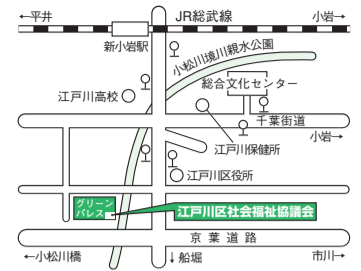 ←平井
JR総武線
小岩→
新小岩駅
小松川境川親水公園
総合文化センター
江戸川高校
千葉街道
小岩→
江戸川保健所
江戸川区役所
グリーン
パレス
江戸川区社会福祉協議会
京葉道路
←小松川橋
↓船堀
市川→